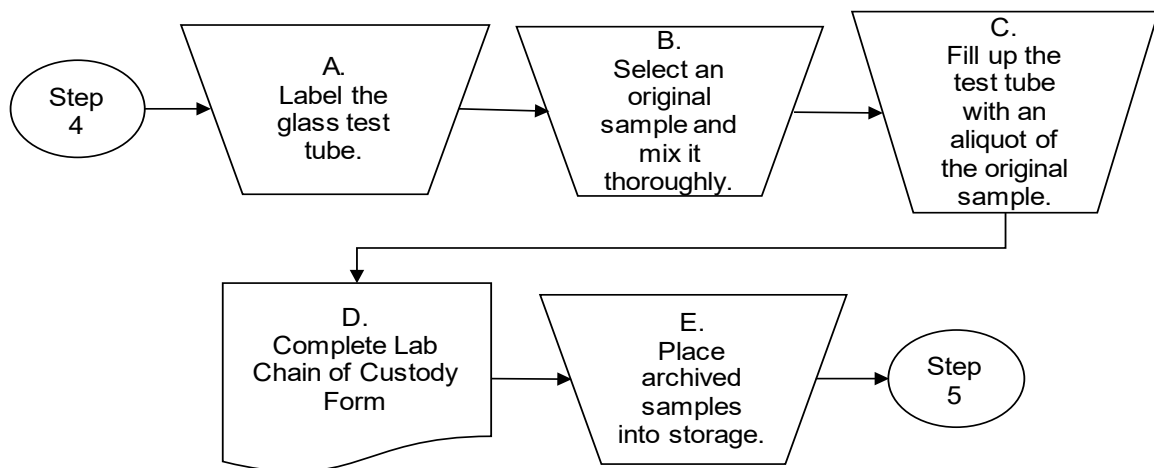 Step
4
A.
Label the
glass test
tube.
B.
Select an
original
sample and
mix it
thoroughly.
C.
Fill up the
test tube
with an
aliquot of
the original
sample.
D.
Complete Lab
Chain of Custody
Form
E.
Place
archived
samples
into storage.
Step
5